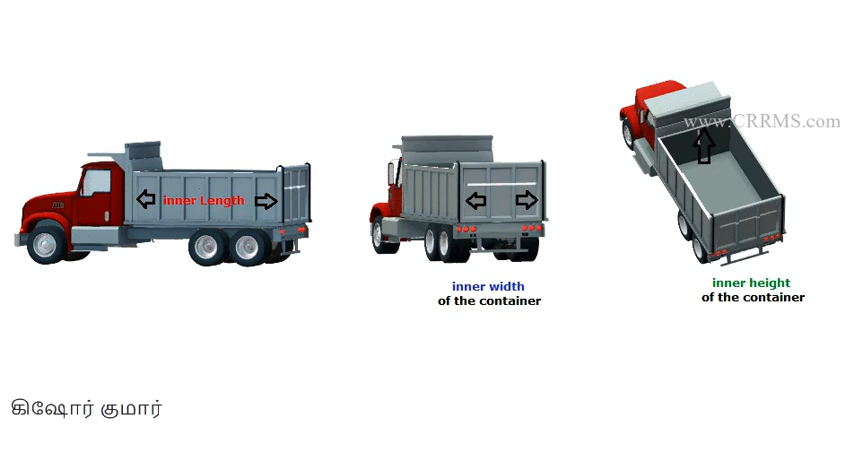 www.CRRMS.com
inner Length
inner width
of the container
inner height
of the container
கிஷோர் குமார்